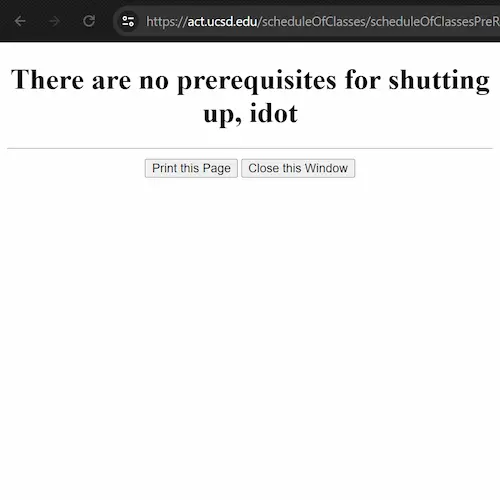 https://act.ucsd.edu/scheduleOfClasses/scheduleOfClassesPreR
There are no prerequisites for shutting
up, idot
Print this Page Close this Window